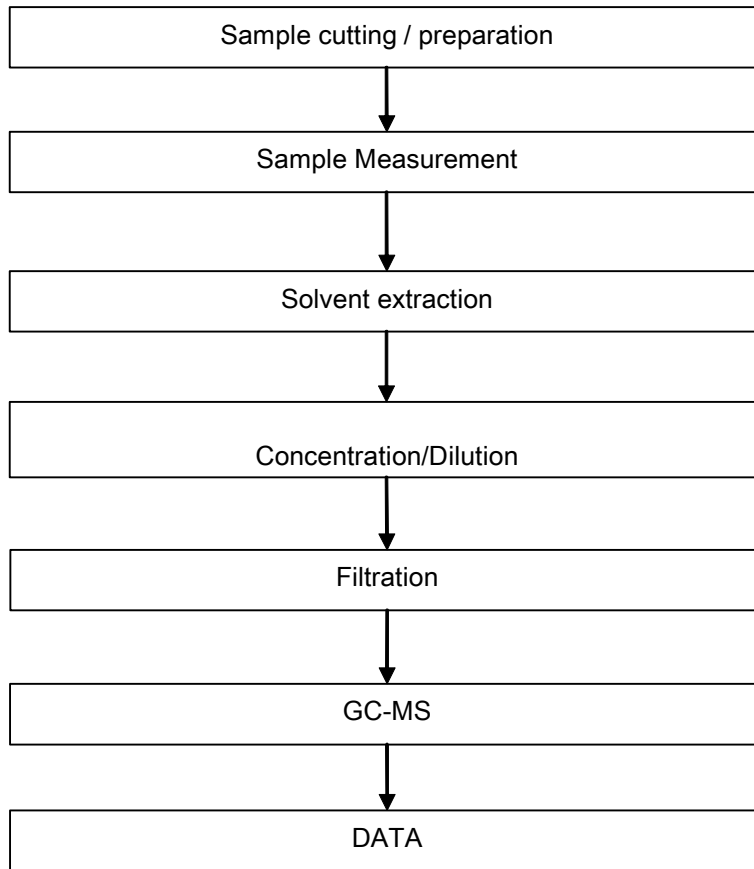 Sample cutting / preparation
Sample Measurement
Solvent extraction
Concentration/Dilution
Filtration
GC-MS
DATA